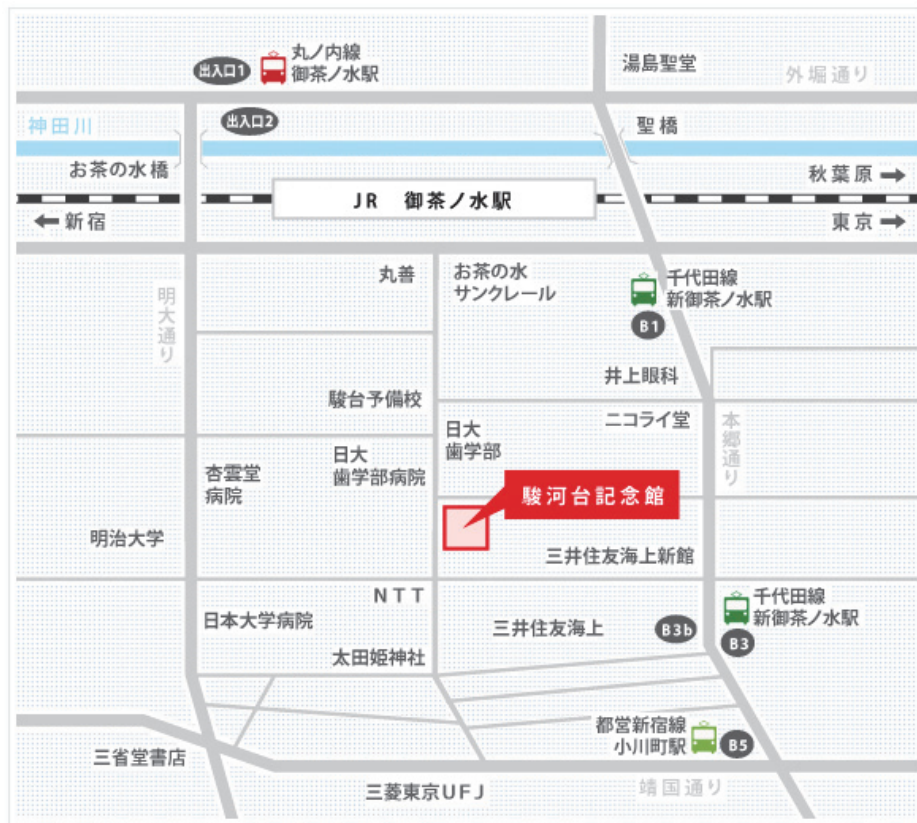 出入口1
丸ノ内線
御茶ノ水駅
湯島聖堂
外堀通り
神田川
出入口2
聖橋
お茶の水橋
秋葉原
JR 御茶ノ水駅
新宿
東京
丸善
お茶の水
サンクレール
千代田線
新御茶ノ水駅
B1
明大通り
井上眼科
駿台予備校
ニコライ堂
日大
歯学部
本郷通り
日大
歯学部病院
杏雲堂
病院
駿河台記念館
明治大学
三井住友海上新館
NTT
千代田線
新御茶ノ水駅
日本大学病院
三井住友海上
B3b
B3
太田姫神社
都営新宿線
小川町駅
B5
三省堂書店
三菱東京UFJ
靖国通り